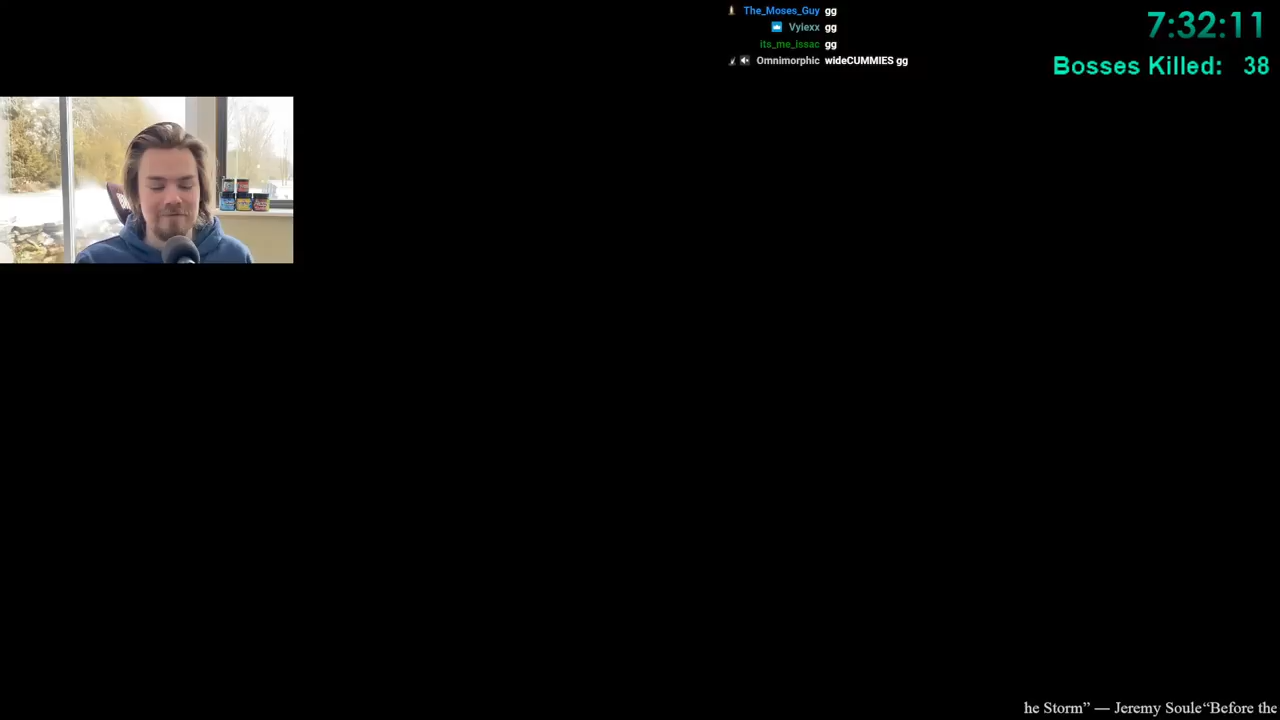 The_Moses_Guy gg
Vylexx gg
its_me_issac gg
Omnimorphic wideCUMMIES gg
7:32:11
Bosses Killed: 38
he Storm” — Jeremy Soule“Before the